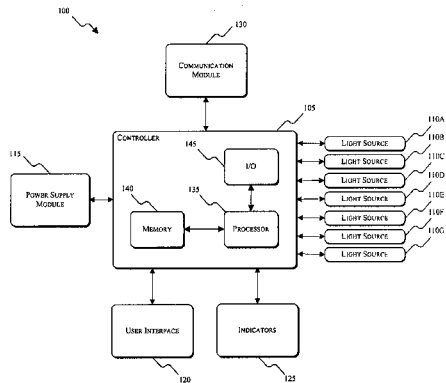 100
130
COMMUNICATION
MODULE
105
110A
110B
110C
110D
110E
110F
110G
115
POWER SUPPLY
MODULE
CONTROLLER
145
I/O
140
135
MEMORY
PROCESSOR
LIGHT SOURCE
LIGHT SOURCE
LIGHT SOURCE
LIGHT SOURCE
LIGHT SOURCE
LIGHT SOURCE
LIGHT SOURCE
USER INTERFACE
INDICATORS
120
125